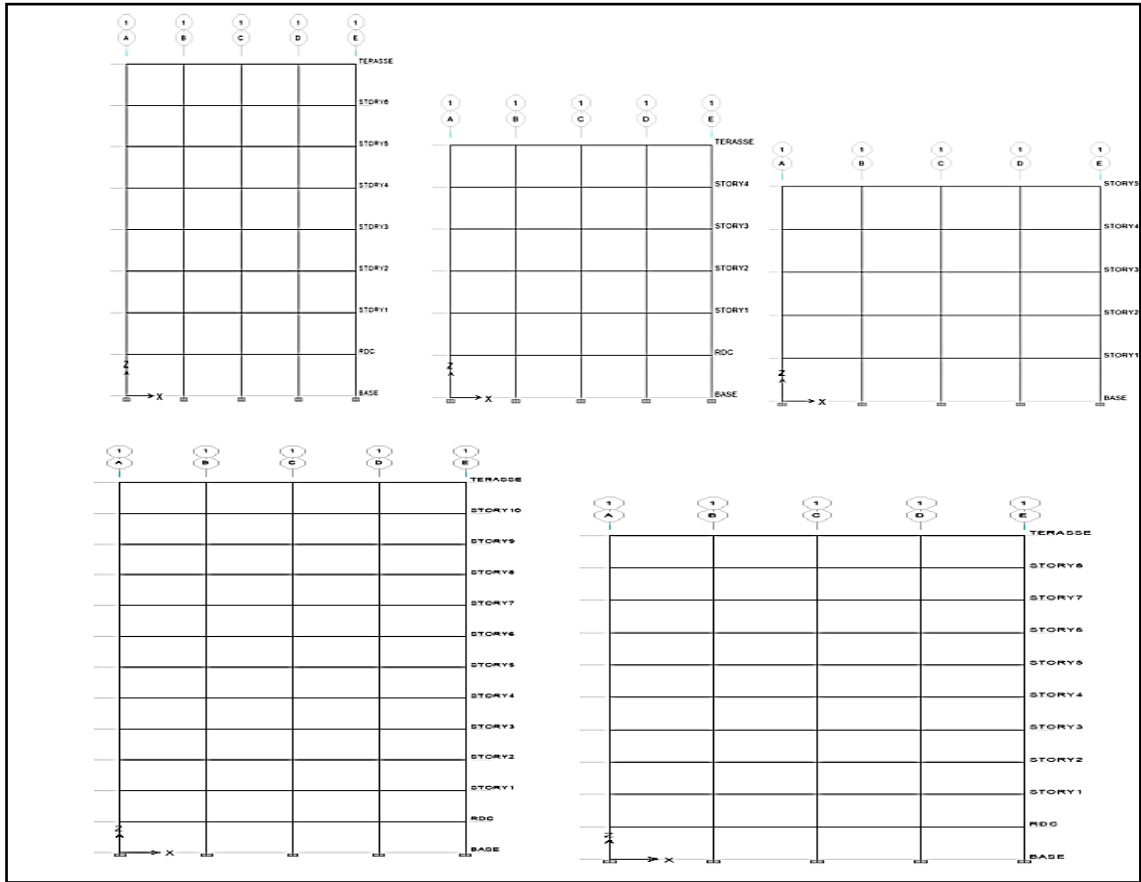 1 1 1 1 1
A B C D E
TERASSE
STORY6
STORY5
STORY4
STORY3
STORY2
STORY1
RDC
Z
X
BASE
1 1 1 1 1
A B C D E
TERASSE
STORY4
STORY3
STORY2
STORY1
RDC
Z
X
BASE
1 1 1 1 1
A B C D E
STORY5
STORY4
STORY3
STORY2
STORY1
Z
X
BASE
1 1 1 1 1
A B C D E
TERASSE
STORY10
STORY9
STORY8
STORY7
STORY6
STORY5
STORY4
STORY3
STORY2
STORY1
RDC
Z
X
BASE
1 1 1 1 1
A B C D E
TERASSE
STORY8
STORY7
STORY6
STORY5
STORY4
STORY3
STORY2
STORY1
RDC
Z
X
BASE